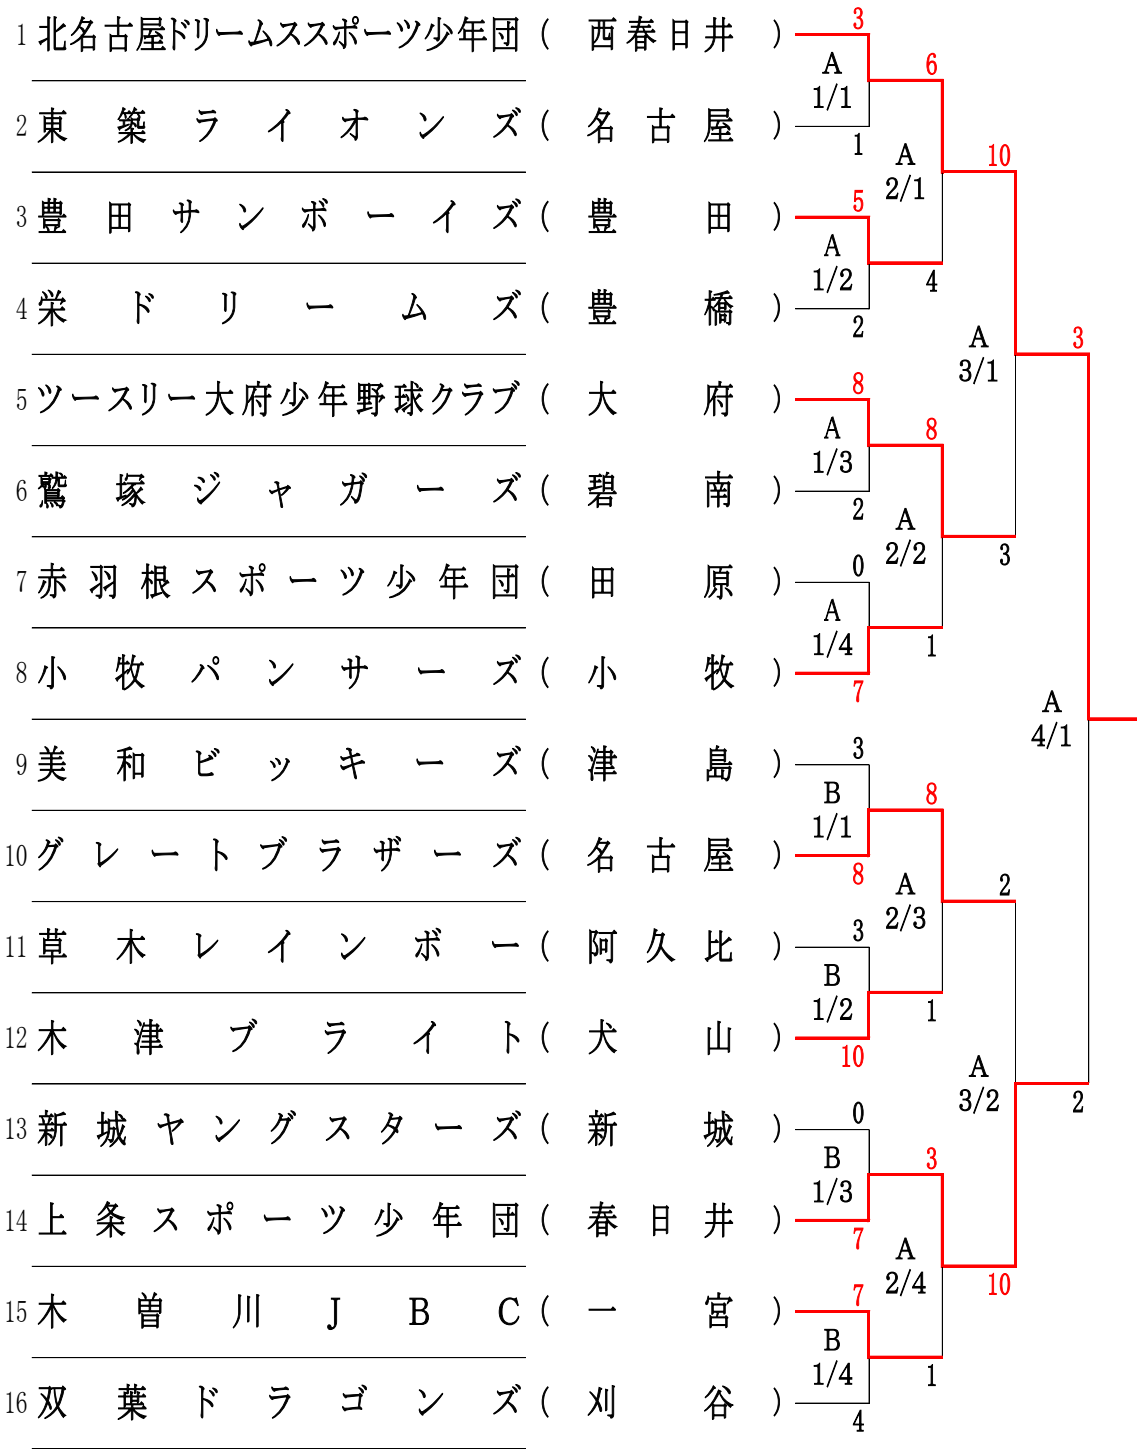 1 北名古屋ドリームススポーツ少年団 ( 西春日井 ) 3
A
1/1
6
2 東築ライオンズ ( 名古屋 ) 1
A
2/1
10
3 豊田サンボーイズ ( 豊田 ) 5
A
1/2
4
4 栄ドリームズ ( 豊橋 ) 2
A
3/1
3
5 ツースリー大府少年野球クラブ ( 大府 ) 8
A
1/3
8
6 鷲塚ジャガーズ ( 碧南 ) 2
A
2/2
3
7 赤羽根スポーツ少年団 ( 田原 ) 0
A
1/4
1
8 小牧パンサーズ ( 小牧 ) 7
A
4/1
9 美和ビッキーズ ( 津島 ) 3
B
1/1
8
10 グレートブラザーズ ( 名古屋 ) 8
A
2/3
2
11 草木レインボー ( 阿久比 ) 3
B
1/2
1
12 木津ブライト ( 犬山 ) 10
A
3/2
2
13 新城ヤングスターズ ( 新城 ) 0
B
1/3
3
14 上条スポーツ少年団 ( 春日井 ) 7
A
2/4
10
15 木曽川JBC ( 一宮 ) 7
B
1/4
1
16 双葉ドラゴンズ ( 刈谷 ) 4